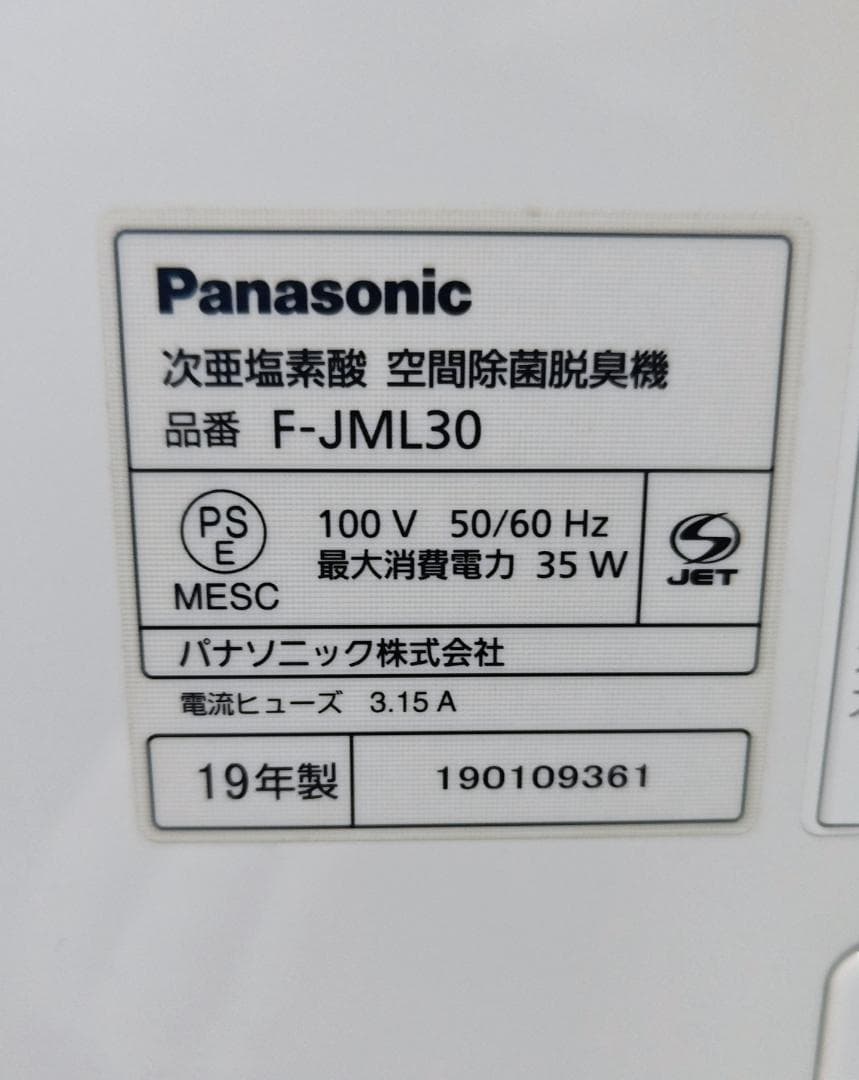 Panasonic
次亜塩素酸 空間除菌脱臭機
品番 F-JML30
PS
E
MESC
100 V 50/60 Hz
最大消費電力 35 W
JET
パナソニック株式会社
電流ヒューズ 3.15 A
19年製 190109361